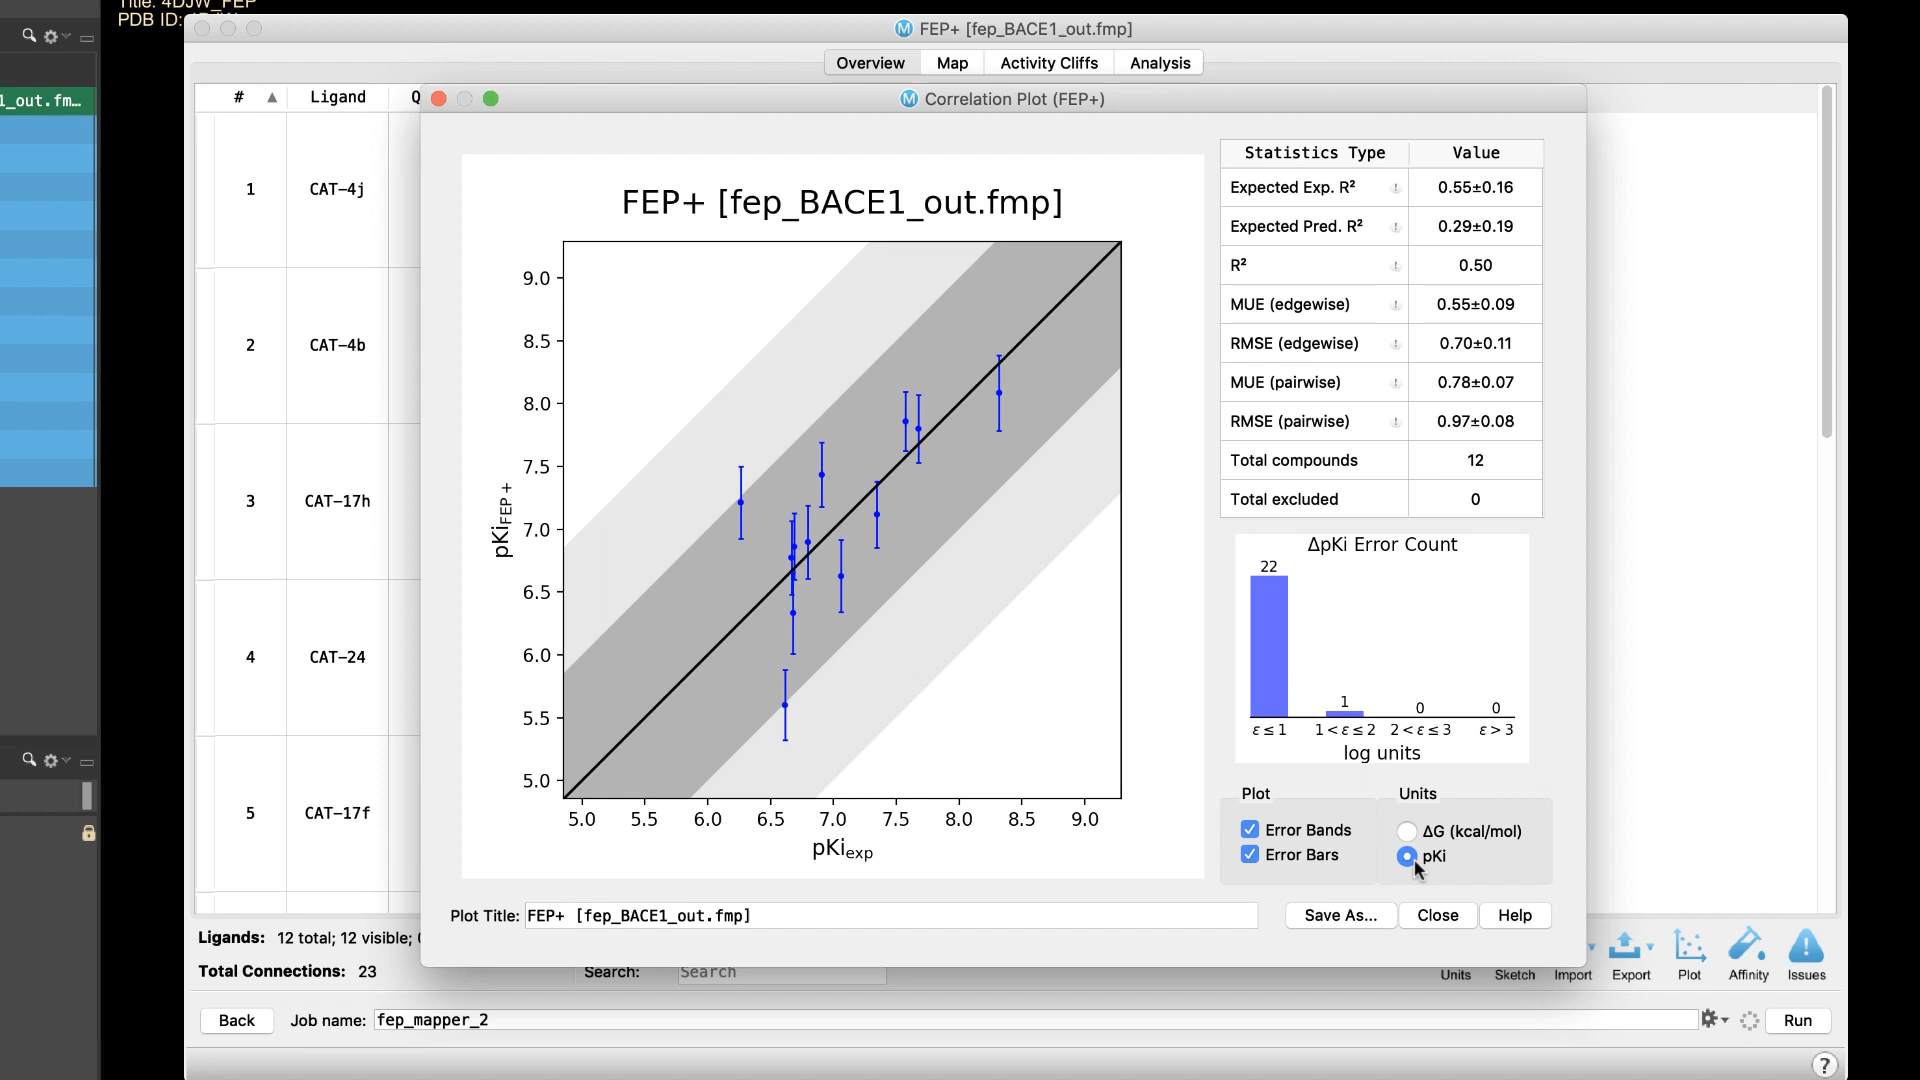 Title: 4DJW_FEP
PDB ID:
FEP+ [fep_BACE1_out.fmp]
Overview
Map
Activity Cliffs
Analysis
1_out.fm...
# ▲ Ligand Q
1 CAT-4j
2 CAT-4b
3 CAT-17h
4 CAT-24
5 CAT-17f
Correlation Plot (FEP+)
FEP+ [fep_BACE1_out.fmp]
pKiFEP +
9.0
8.5
8.0
7.5
7.0
6.5
6.0
5.5
5.0
5.0 5.5 6.0 6.5 7.0 7.5 8.0 8.5 9.0
pKiexp
Statistics Type Value
Expected Exp. R² ! 0.55±0.16
Expected Pred. R² ! 0.29±0.19
R² ! 0.50
MUE (edgewise) ! 0.55±0.09
RMSE (edgewise) ! 0.70±0.11
MUE (pairwise) ! 0.78±0.07
RMSE (pairwise) ! 0.97±0.08
Total compounds 12
Total excluded 0
ΔpKi Error Count
22 1 0 0
ε ≤ 1 1 < ε ≤ 2 2 < ε ≤ 3 ε > 3
log units
Plot
Error Bands
Error Bars
Units
ΔG (kcal/mol)
pKi
Plot Title: FEP+ [fep_BACE1_out.fmp]
Save As... Close Help
Ligands: 12 total; 12 visible;
Total Connections: 23
Search: Search
Units Sketch Import Export Plot Affinity Issues
Back Job name: fep_mapper_2 Run
?